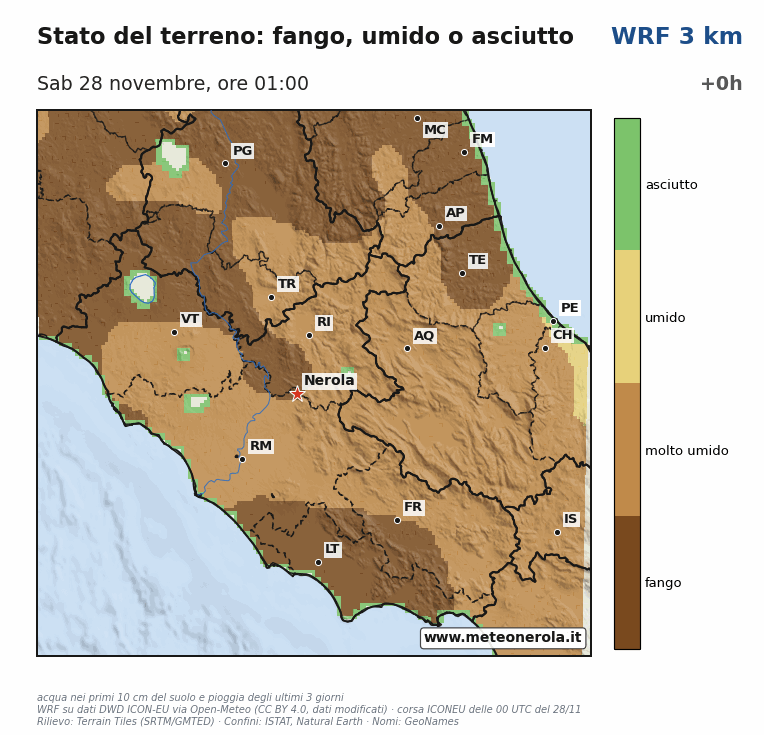 Stato del terreno: fango, umido o asciutto
WRF 3 km
Sab 28 novembre, ore 01:00
+0h
MC
FM
PG
AP
TE
TR
PE
VT
RI
AQ
CH
Nerola
RM
FR
IS
LT
www.meteonerola.it
asciutto
umido
molto umido
fango
acqua nei primi 10 cm del suolo e pioggia degli ultimi 3 giorni
WRF su dati DWD ICON-EU via Open-Meteo (CC BY 4.0, dati modificati) · corsa ICONEU delle 00 UTC del 28/11
Rilievo: Terrain Tiles (SRTM/GMTED) · Confini: ISTAT, Natural Earth · Nomi: GeoNames